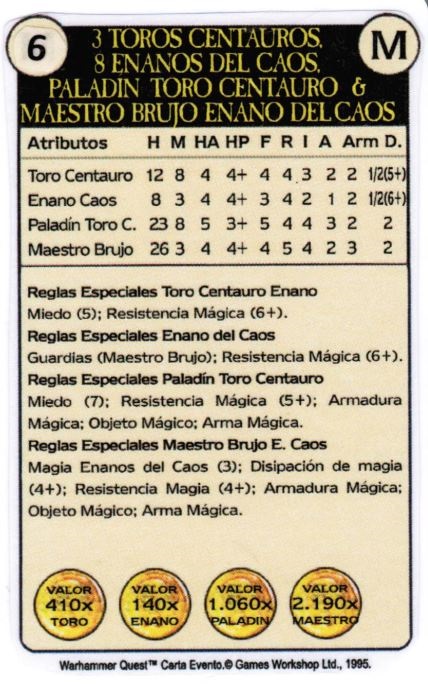 6
M
3 TOROS CENTAUROS,
8 ENANOS DEL CAOS,
PALADIN TORO CENTAURO &
MAESTRO BRUJO ENANO DEL CAOS
Atributos H M HA HP F R I A Arm D.
Toro Centauro 12 8 4 4+ 4 4 3 2 2 1/2(5+)
Enano Caos 8 3 4 4+ 3 4 2 1 2 1/2(6+)
Paladín Toro C. 23 8 5 3+ 5 4 4 3 2 2
Maestro Brujo 26 3 4 4+ 4 5 4 2 3 2
Reglas Especiales Toro Centauro Enano
Miedo (5); Resistencia Mágica (6+).
Reglas Especiales Enano del Caos
Guardias (Maestro Brujo); Resistencia Mágica (6+).
Reglas Especiales Paladín Toro Centauro
Miedo (7); Resistencia Mágica (5+); Armadura
Mágica; Objeto Mágico; Arma Mágica.
Reglas Especiales Maestro Brujo E. Caos
Magia Enanos del Caos (3); Disipación de magia
(4+); Resistencia Magia (4+); Armadura Mágica;
Objeto Mágico; Arma Mágica.
VALOR
410x
TORO
VALOR
140x
ENANO
VALOR
1.060x
PALADIN
VALOR
2.190x
MAESTRO
Warhammer Quest™ Carta Evento.© Games Workshop Ltd., 1995.